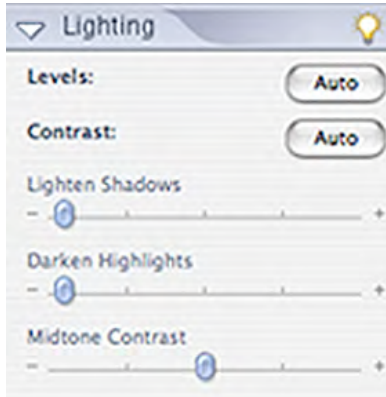 Lighting
Levels: Auto
Contrast: Auto
Lighten Shadows
- +
Darken Highlights
- +
Midtone Contrast
- +